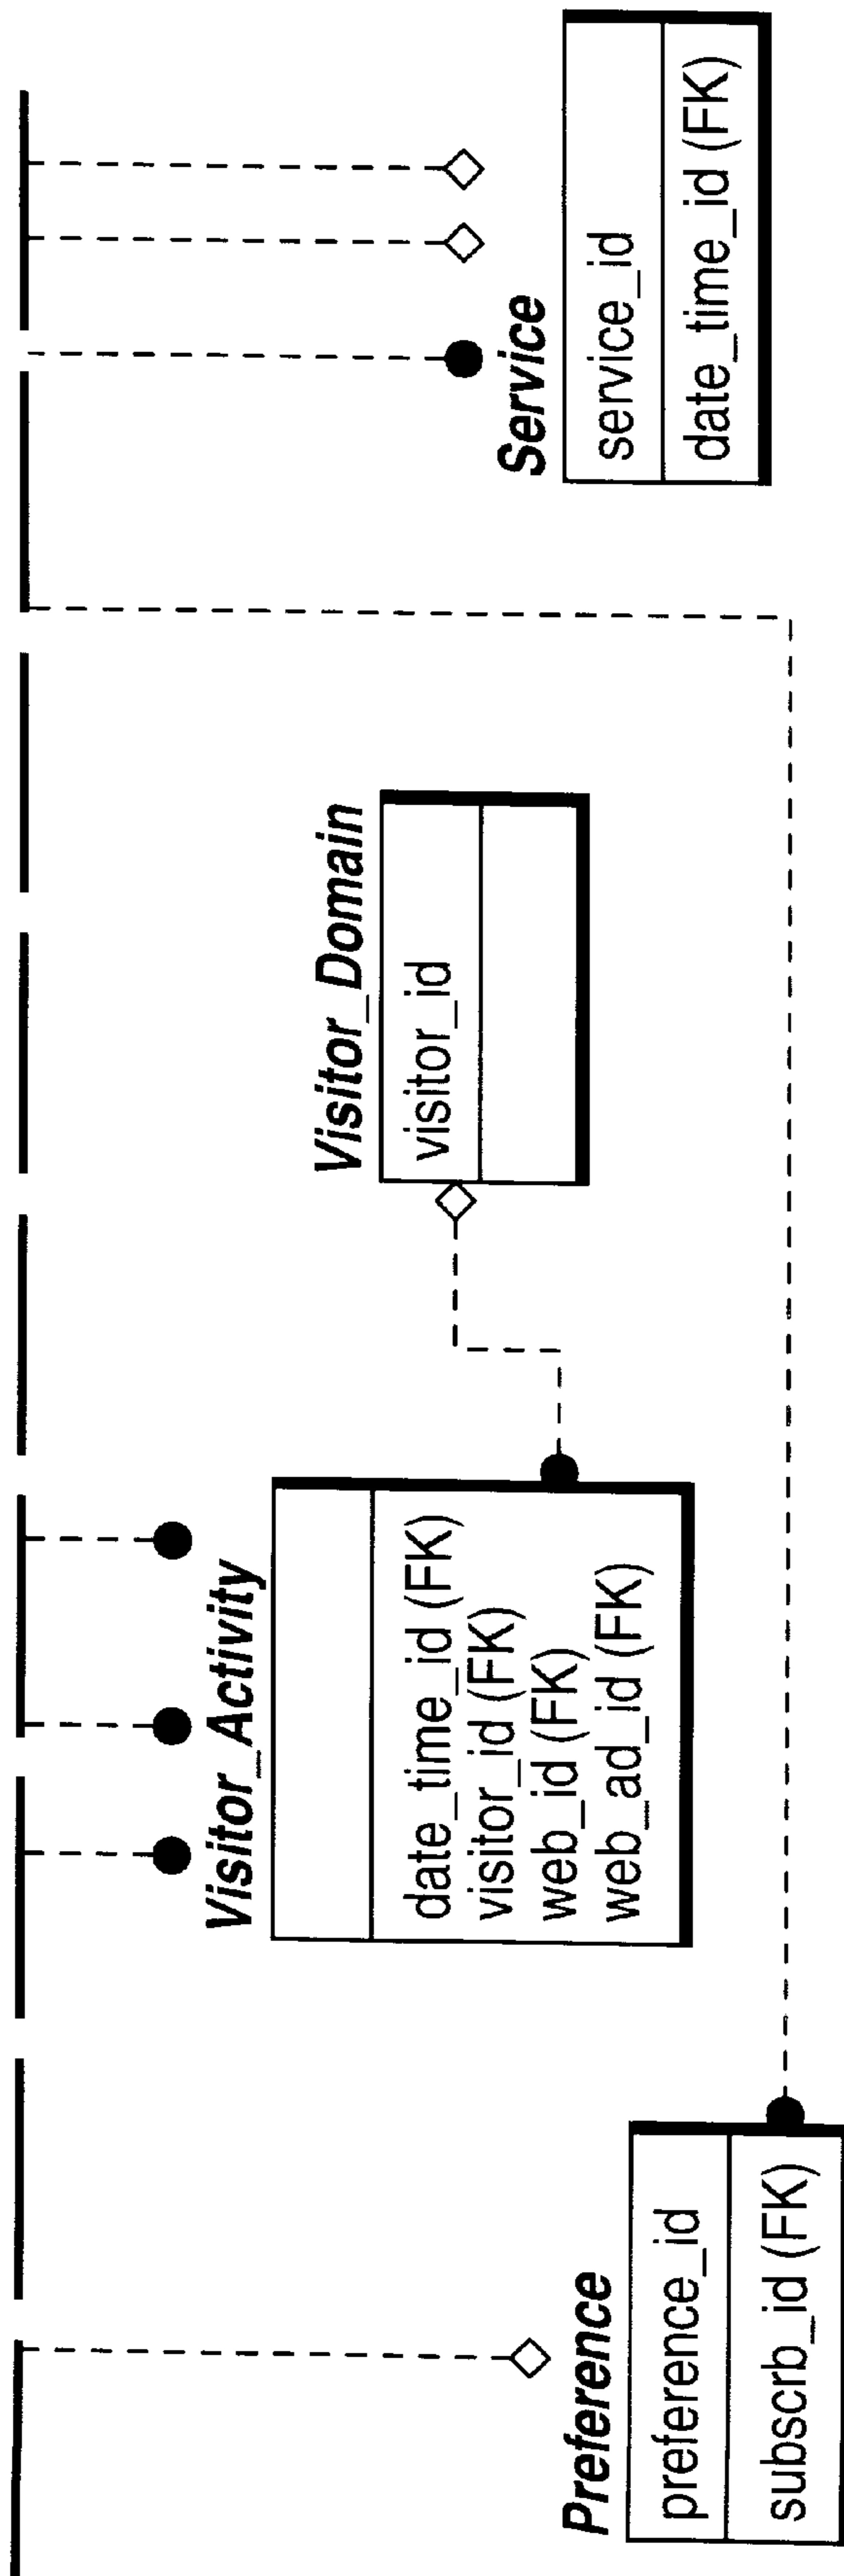 Preference
preference_id
subscrb_id (FK)
Visitor_Activity
date_time_id (FK)
visitor_id (FK)
web_id (FK)
web_ad_id (FK)
Visitor_Domain
visitor_id
Service
service_id
date_time_id (FK)